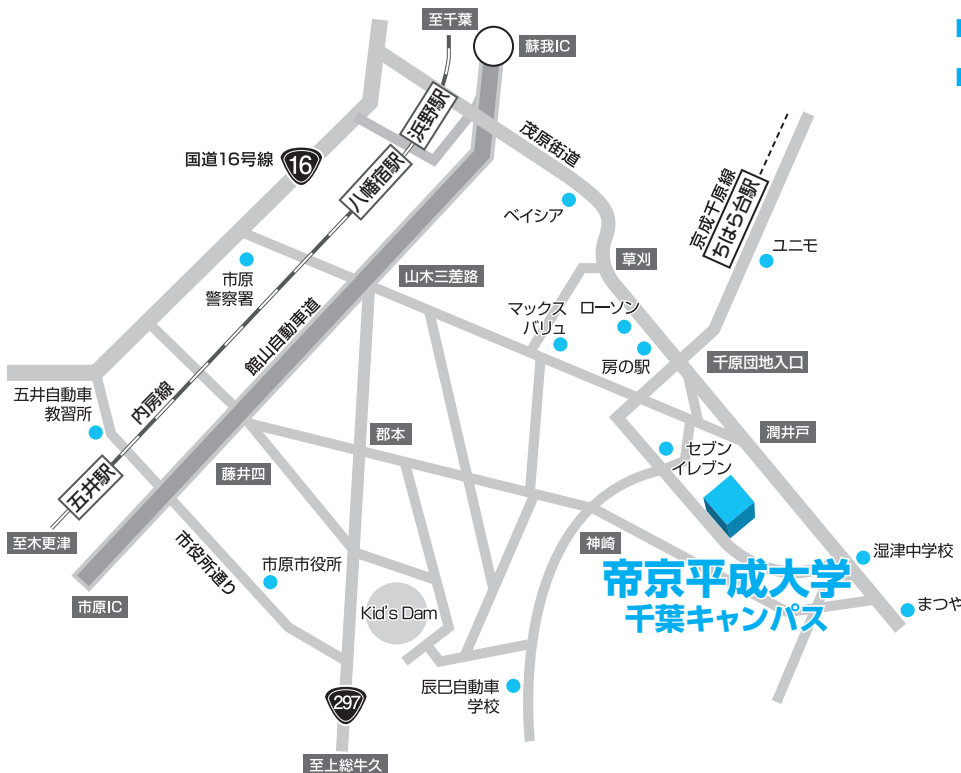 至千葉
蘇我IC
浜野駅
茂原街道
国道16号線
16
八幡宿駅
ベイシア
京成千原線
ちはら台駅
ユニモ
草刈
市原
警察署
山木三差路
マックス
バリュ
ローソン
房の駅
館山自動車道
千原団地入口
五井自動車
教習所
内房線
郡本
潤井戸
セブン
イレブン
藤井四
五井駅
至木更津
市役所通り
神崎
湿津中学校
市原市役所
帝京平成大学
千葉キャンパス
市原IC
Kid's Dam
まつや
辰巳自動車
学校
297
至上総牛久